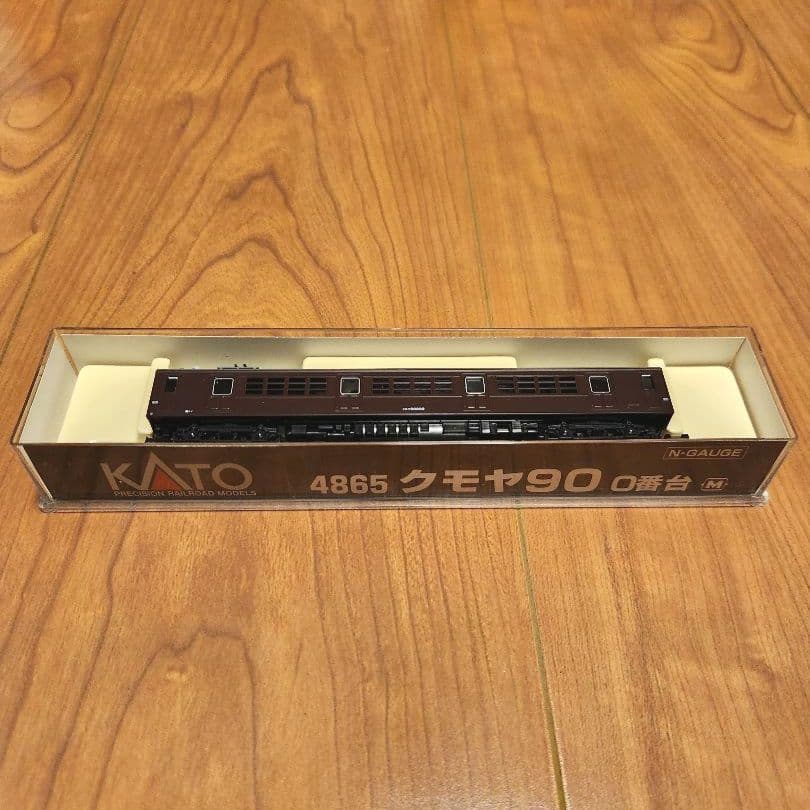 KATO
PRECISION RAILROAD MODELS
4865 クモヤ90 0番台 M
N-GAUGE